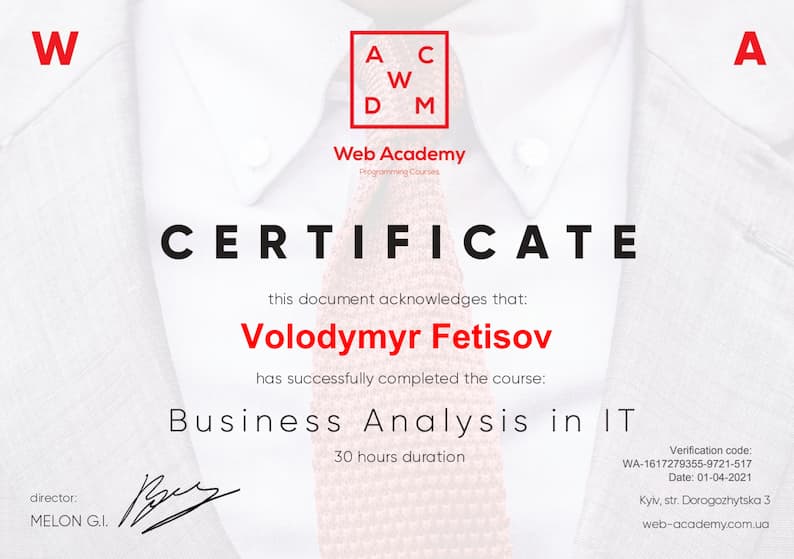 W
A
A C
W
D M
Web Academy
Programming Courses
CERTIFICATE
this document acknowledges that:
Volodymyr Fetisov
has successfully completed the course:
Business Analysis in IT
30 hours duration
Verification code:
WA-1617279355-9721-517
Date: 01-04-2021
director:
MELON G.I.
Kyiv, str. Dorogozhytska 3
web-academy.com.ua